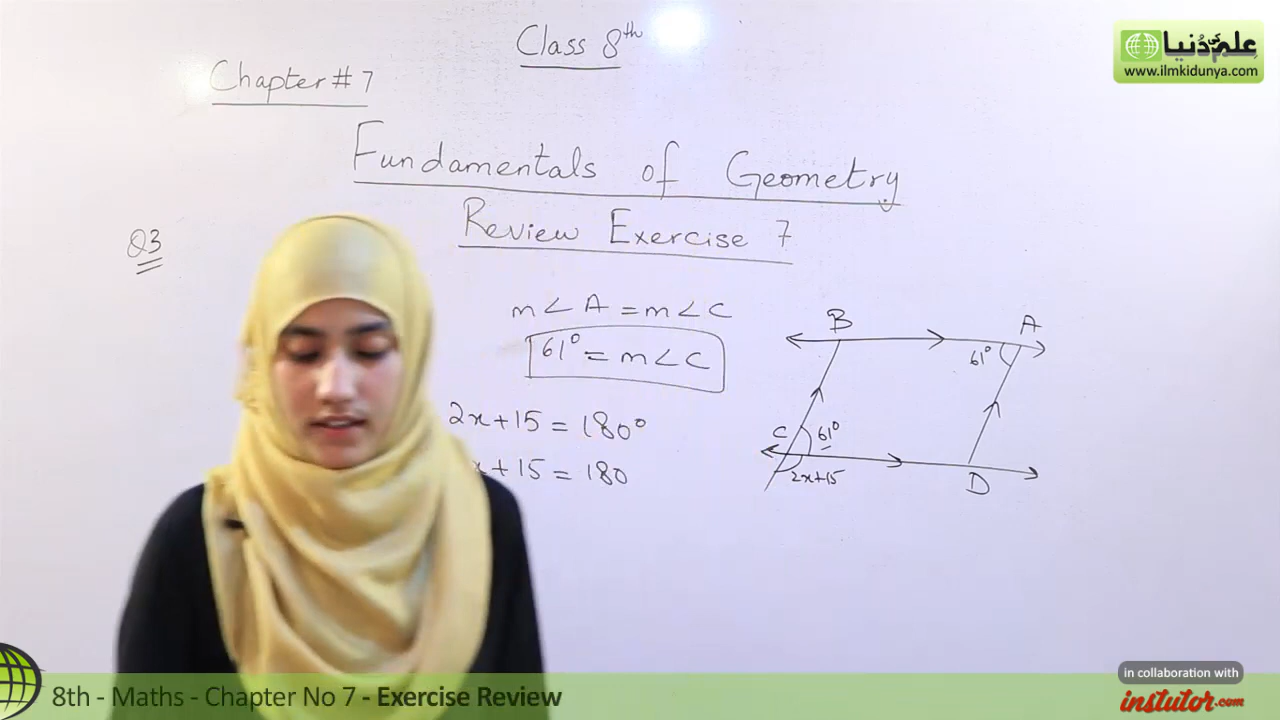 Class 8th
علم کی دُنیا
www.ilmkidunya.com
Chapter # 7
Fundamentals of Geometry
Review Exercise 7
Q3
m∠A = m∠C
61° = m∠C
2x+15 = 180°
x+15 = 180
B
A
61°
C
61°
2x+15
D
in collaboration with
instutor.com
8th - Maths - Chapter No 7 - Exercise Review